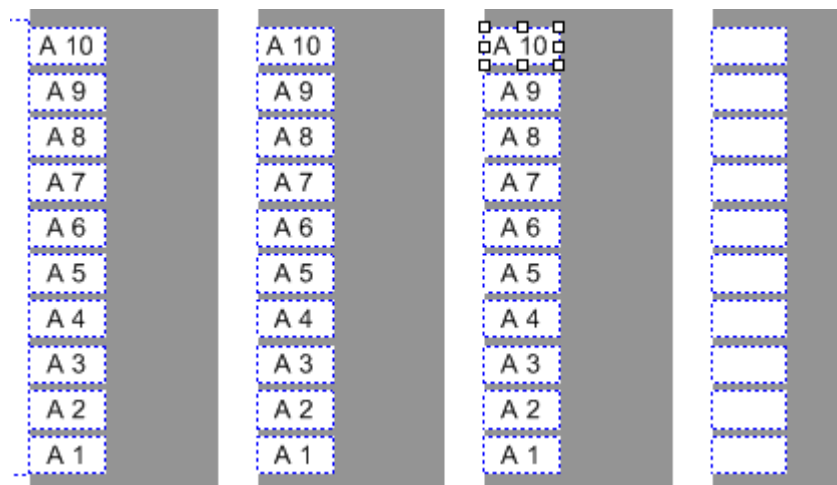 A 10 A 10 A 10
A 9 A 9 A 9
A 8 A 8 A 8
A 7 A 7 A 7
A 6 A 6 A 6
A 5 A 5 A 5
A 4 A 4 A 4
A 3 A 3 A 3
A 2 A 2 A 2
A 1 A 1 A 1